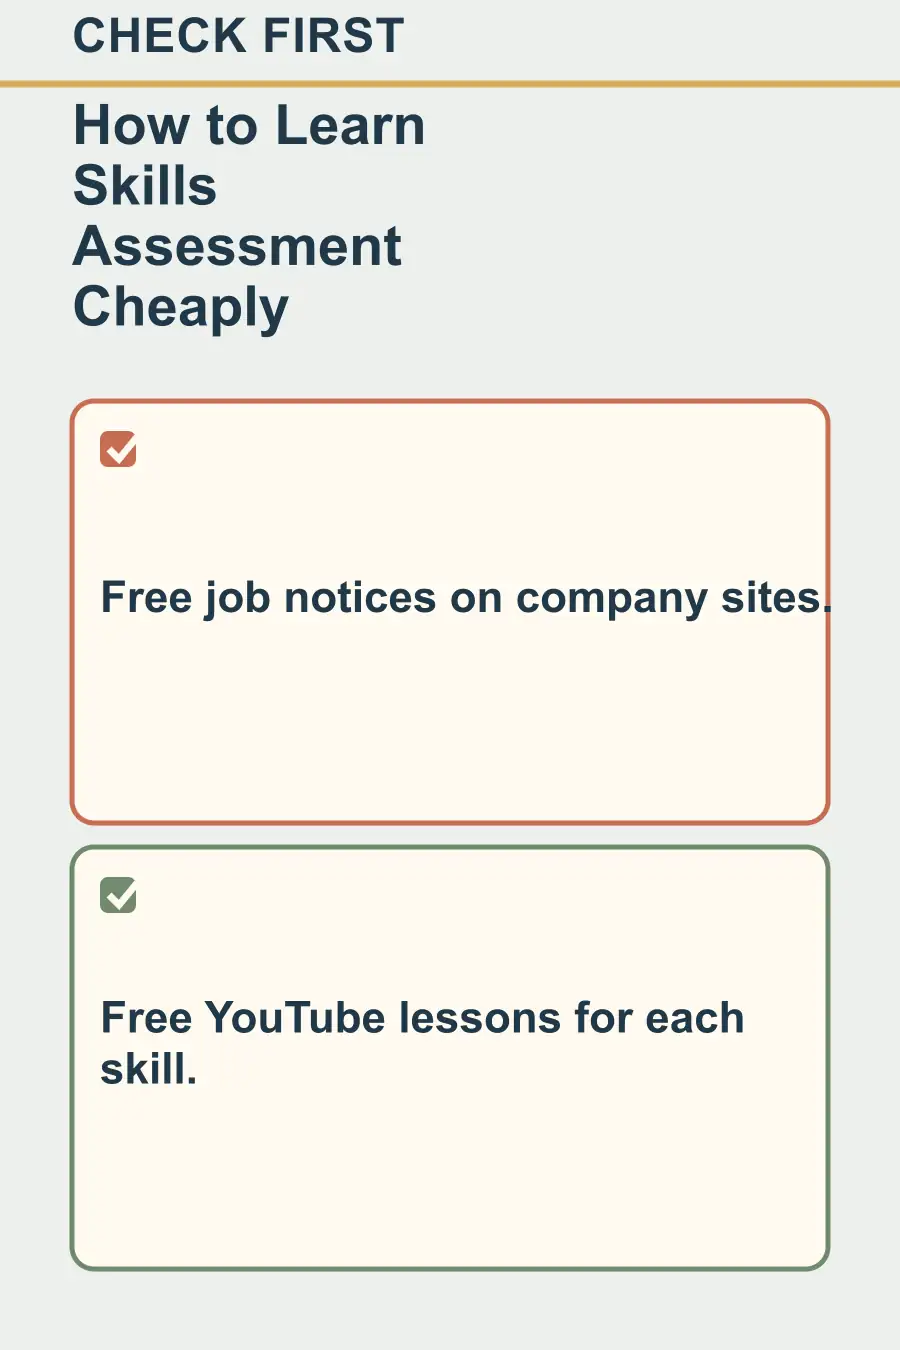 CHECK FIRST
How to Learn
Skills
Assessment
Cheaply
Free job notices on company sites.
Free YouTube lessons for each
skill.